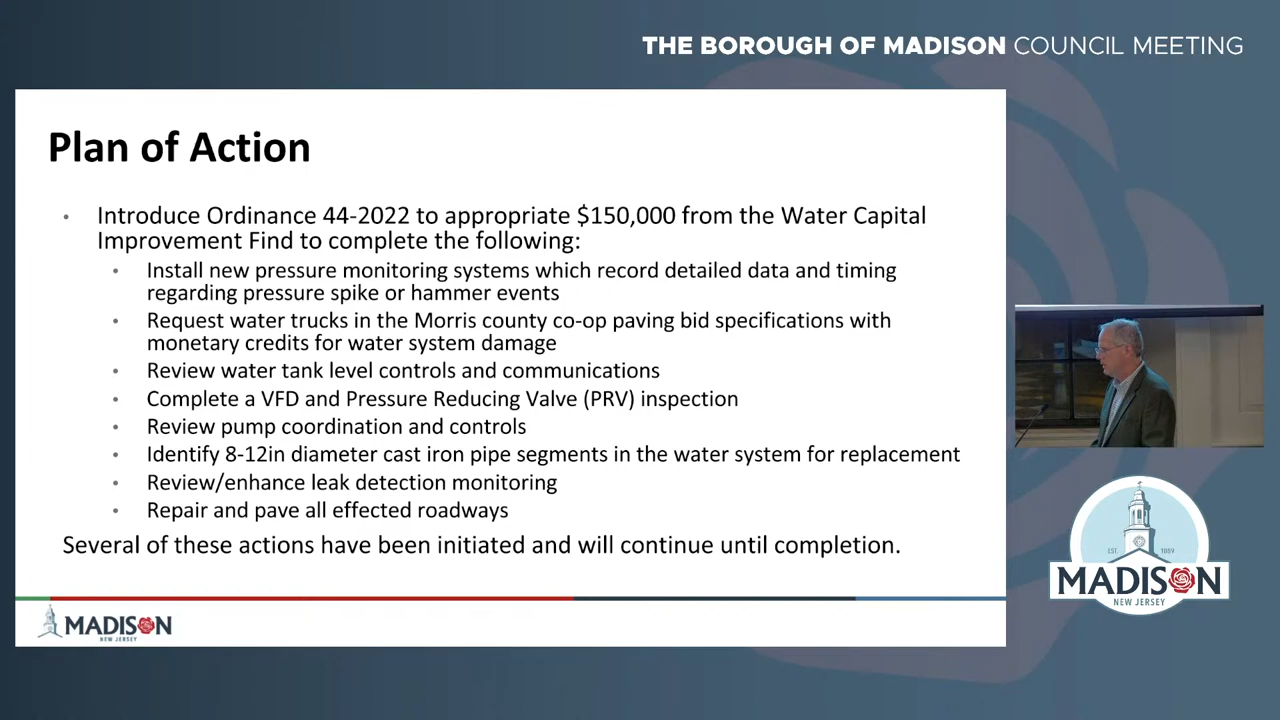 THE BOROUGH OF MADISON COUNCIL MEETING
Plan of Action
• Introduce Ordinance 44-2022 to appropriate $150,000 from the Water Capital
Improvement Find to complete the following:
• Install new pressure monitoring systems which record detailed data and timing
regarding pressure spike or hammer events
• Request water trucks in the Morris county co-op paving bid specifications with
monetary credits for water system damage
• Review water tank level controls and communications
• Complete a VFD and Pressure Reducing Valve (PRV) inspection
• Review pump coordination and controls
• Identify 8-12in diameter cast iron pipe segments in the water system for replacement
• Review/enhance leak detection monitoring
• Repair and pave all effected roadways
Several of these actions have been initiated and will continue until completion.
MADISON
NEW JERSEY
EST. 1889
MADISON
NEW JERSEY